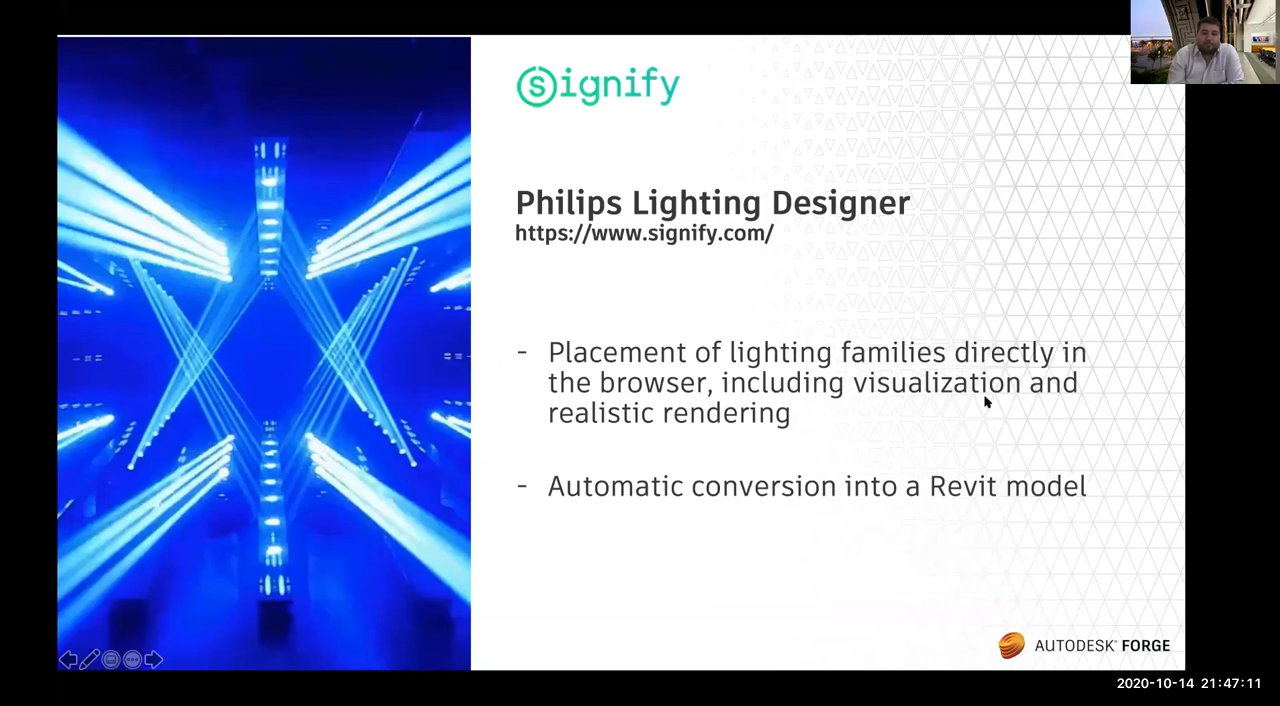 signify
Philips Lighting Designer
https://www.signify.com/
- Placement of lighting families directly in
the browser, including visualization and
realistic rendering
- Automatic conversion into a Revit model
AUTODESK® FORGE
2020-10-14 21:47:11